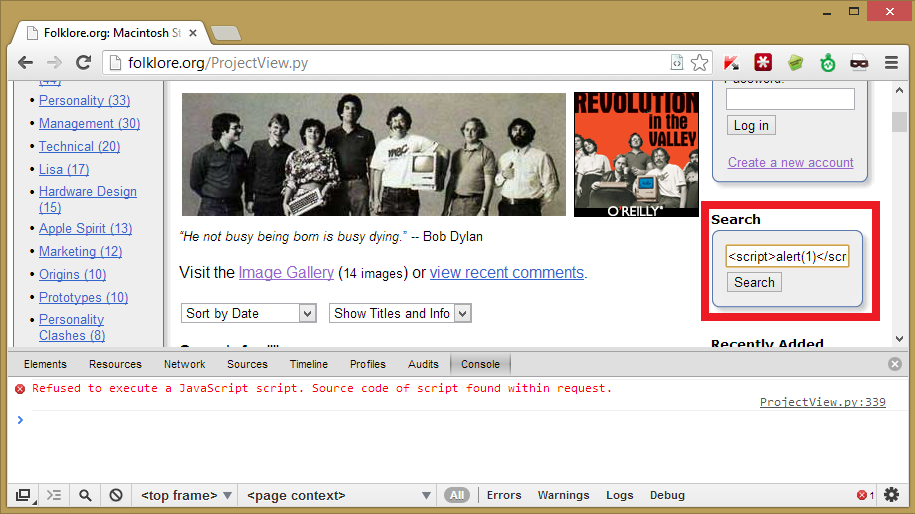 Folklore.org: Macintosh St
folklore.org/ProjectView.py
(44)
Personality (33)
Management (30)
Technical (20)
Lisa (17)
Hardware Design
(15)
Apple Spirit (13)
Marketing (12)
Origins (10)
Prototypes (10)
Personality
Clashes (8)
REVOLUTION
in the
VALLEY
O'REILLY
“He not busy being born is busy dying.” -- Bob Dylan
Visit the Image Gallery (14 images) or view recent comments.
Sort by Date
Show Titles and Info
Password:
Log in
Create a new account
Search
<script>alert(1)</scri
Search
Recently Added
Elements
Resources
Network
Sources
Timeline
Profiles
Audits
Console
Refused to execute a JavaScript script. Source code of script found within request.
ProjectView.py:339
<top frame>
<page context>
All
Errors
Warnings
Logs
Debug
1